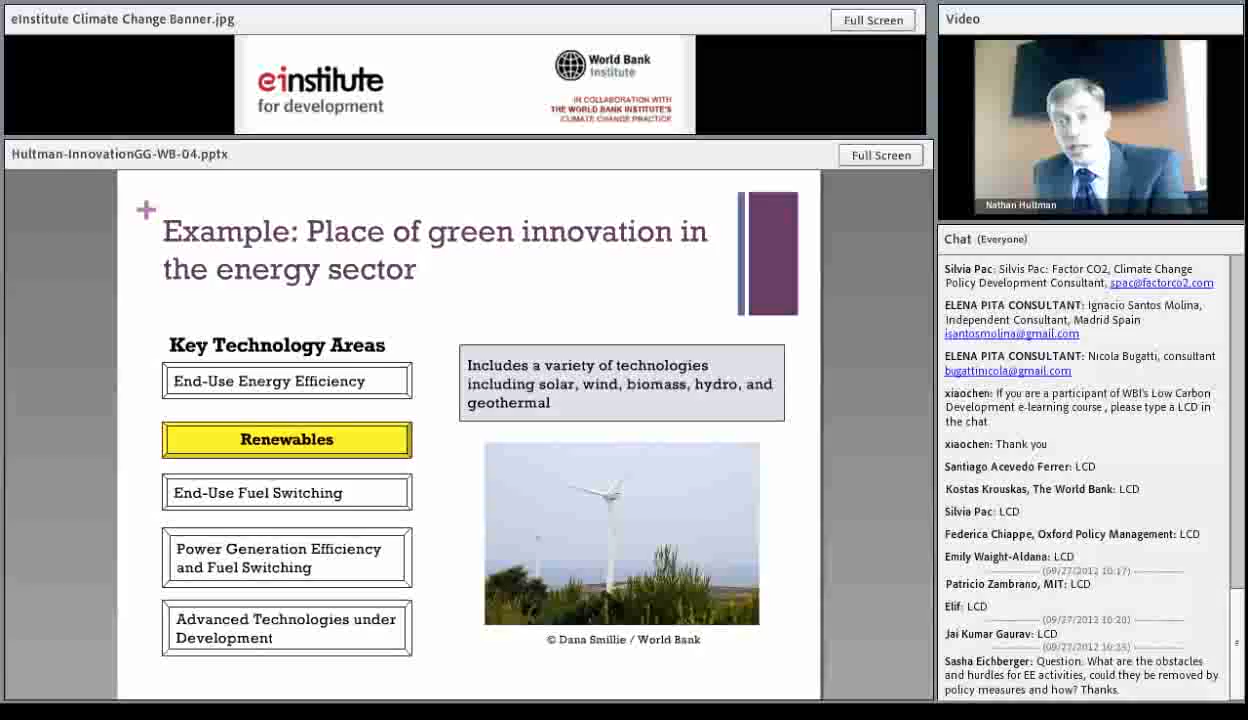 eInstitute Climate Change Banner.jpg
Full Screen
einstitute
for development
World Bank
Institute
IN COLLABORATION WITH
THE WORLD BANK INSTITUTE'S
CLIMATE CHANGE PRACTICE
Hultman-InnovationGG-WB-04.pptx
Full Screen
+
Example: Place of green innovation in
the energy sector
Key Technology Areas
End-Use Energy Efficiency
Renewables
End-Use Fuel Switching
Power Generation Efficiency
and Fuel Switching
Advanced Technologies under
Development
Includes a variety of technologies
including solar, wind, biomass, hydro, and
geothermal
© Dana Smillie / World Bank
Video
Nathan Hultman
Chat (Everyone)
Silvia Pac: Silvis Pac: Factor CO2, Climate Change
Policy Development Consultant, spac@factorco2.com
ELENA PITA CONSULTANT: Ignacio Santos Molina,
Independent Consultant, Madrid Spain
isantosmolina@gmail.com
ELENA PITA CONSULTANT: Nicola Bugatti, consultant
bugattinicola@gmail.com
xiaochen: If you are a participant of WBI's Low Carbon
Development e-learning course , please type a LCD in
the chat
xiaochen: Thank you
Santiago Acevedo Ferrer: LCD
Kostas Krouskas, The World Bank: LCD
Silvia Pac: LCD
Federica Chiappe, Oxford Policy Management: LCD
Emily Waight-Aldana: LCD
(09/27/2012 10:17)
Patricio Zambrano, MIT: LCD
Elif: LCD
(09/27/2012 10:20)
Jai Kumar Gaurav: LCD
Sasha Eichberger: Question. What are the obstacles
and hurdles for EE activities, could they be removed by
policy measures and how? Thanks.